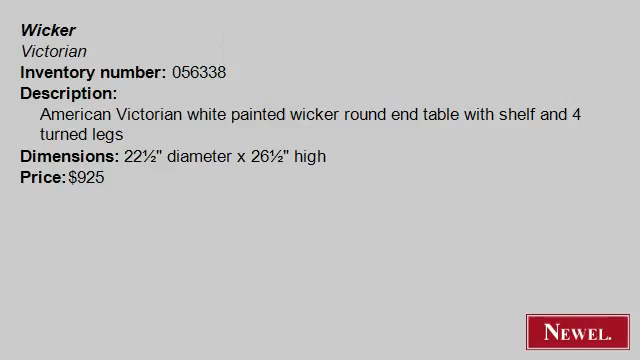 Wicker
Victorian
Inventory number: 056338
Description:
American Victorian white painted wicker round end table with shelf and 4
turned legs
Dimensions: 22½" diameter x 26½" high
Price:$925
NEWEL.